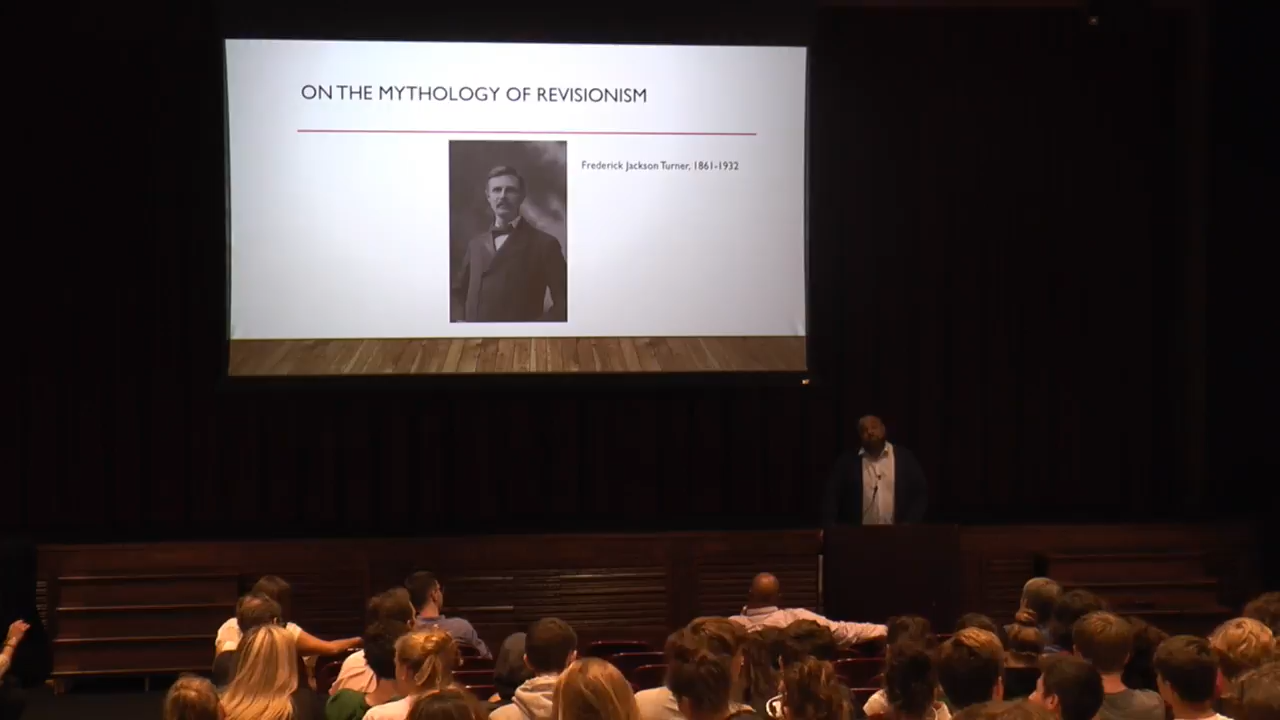 ON THE MYTHOLOGY OF REVISIONISM
Frederick Jackson Turner, 1861-1932